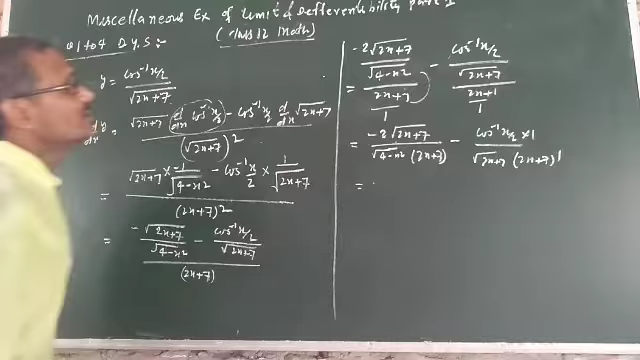 Miscellaneous Ex of Limit & Differentiability part 1
(class 12 Math)
Q 1 to 4 D.Y.S :-
y = cos⁻¹x/2 / √2x+7
dy/dx = √2x+7 (d/dx cos⁻¹x/2) - cos⁻¹x/2 d/dx √2x+7 / (√2x+7)²
= √2x+7 × -1/√4-x² - cos⁻¹x/2 × 1/√2x+7 / (2x+7)²
= -√2x+7/√4-x² - cos⁻¹x/2/√2x+7 / (2x+7)
= -2√2x+7/√4-x² / 2x+7/1 - cos⁻¹x/2/√2x+7 / 2x+1/1
= -2√2x+7 / √4-x² (2x+7) - cos⁻¹x/2 × 1 / √2x+7 (2x+7)1
=